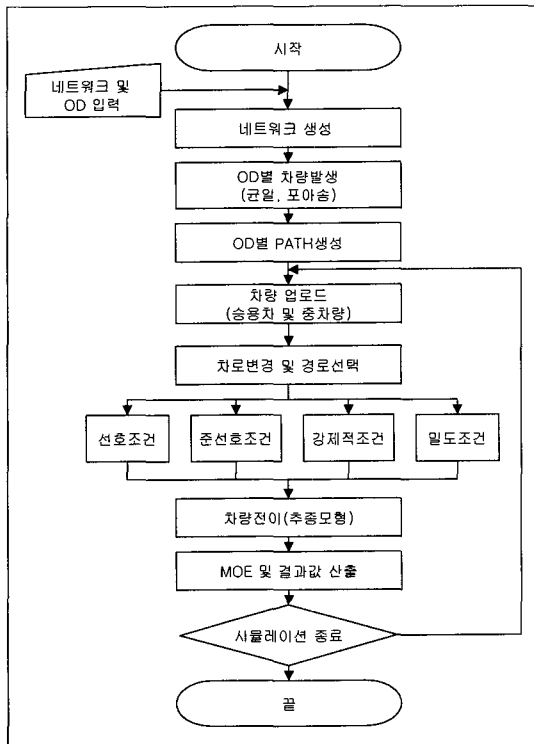 시작
네트워크 및
OD 입력
네트워크 생성
OD별 차량발생
(균일, 포아송)
OD별 PATH생성
차량 업로드
(승용차 및 중차량)
차로변경 및 경로선택
선호조건
준선호조건
강제적조건
밀도조건
차량전이(추종모형)
MOE 및 결과값 산출
시뮬레이션 종료
끝